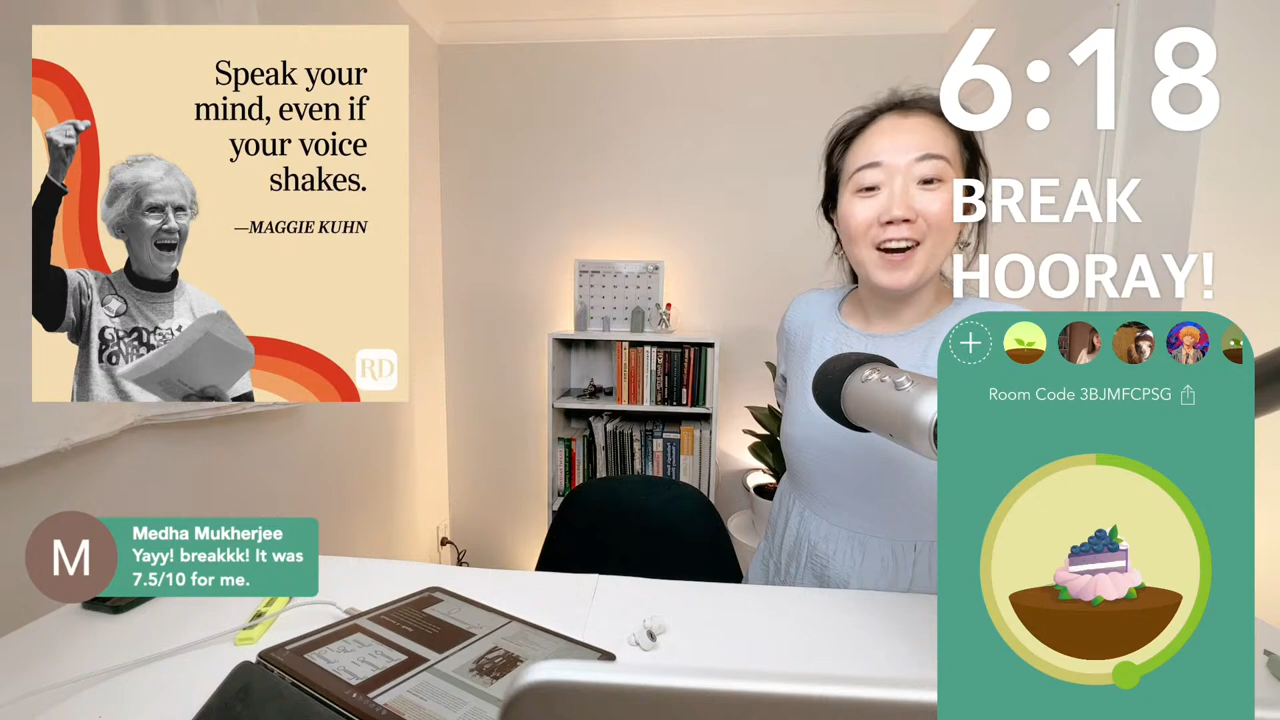 Speak your
mind, even if
your voice
shakes.
—MAGGIE KUHN
RD
6:18
BREAK
HOORAY!
Room Code 3BJMFCPSG
M
Medha Mukherjee
Yayy! breakkk! It was
7.5/10 for me.